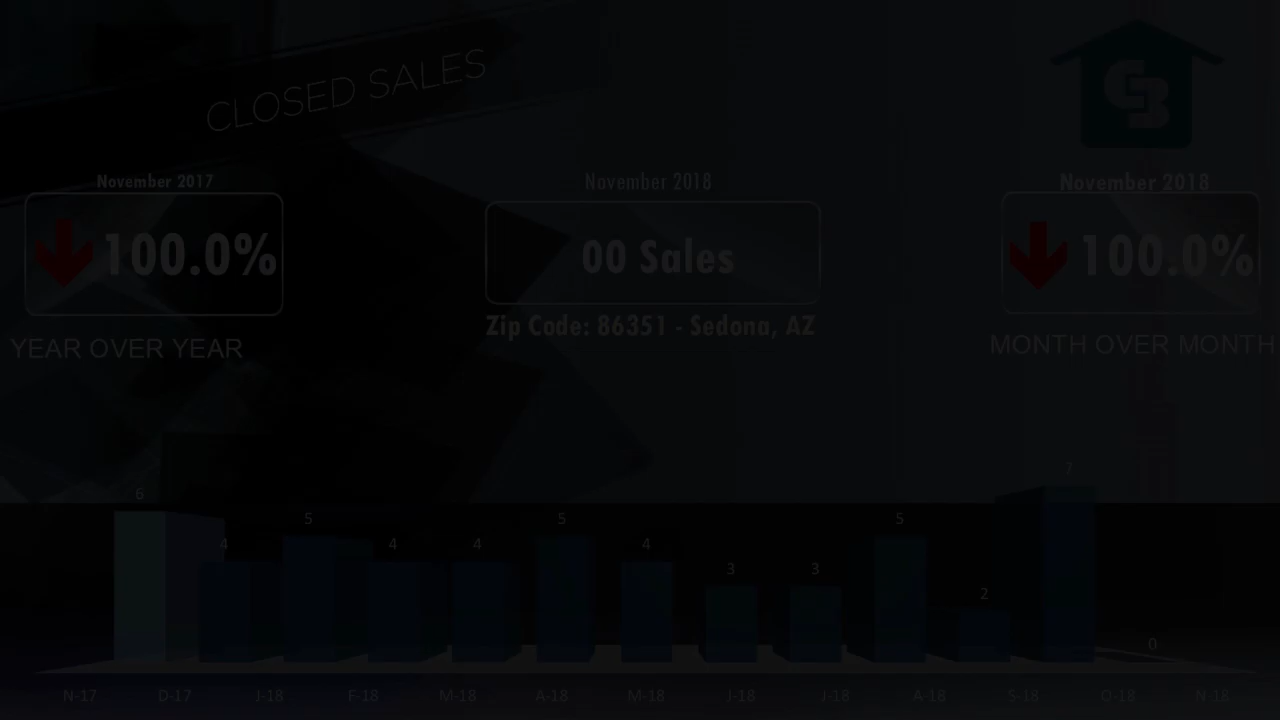 CLOSED SALES
CB
November 2017
100.0%
YEAR OVER YEAR
November 2018
00 Sales
Zip Code: 86351 - Sedona, AZ
November 2018
100.0%
MONTH OVER MONTH
6 4 5 4 4 5 4 3 3 5 2 7 0
N-17 D-17 J-18 F-18 M-18 A-18 M-18 J-18 J-18 A-18 S-18 O-18 N-18